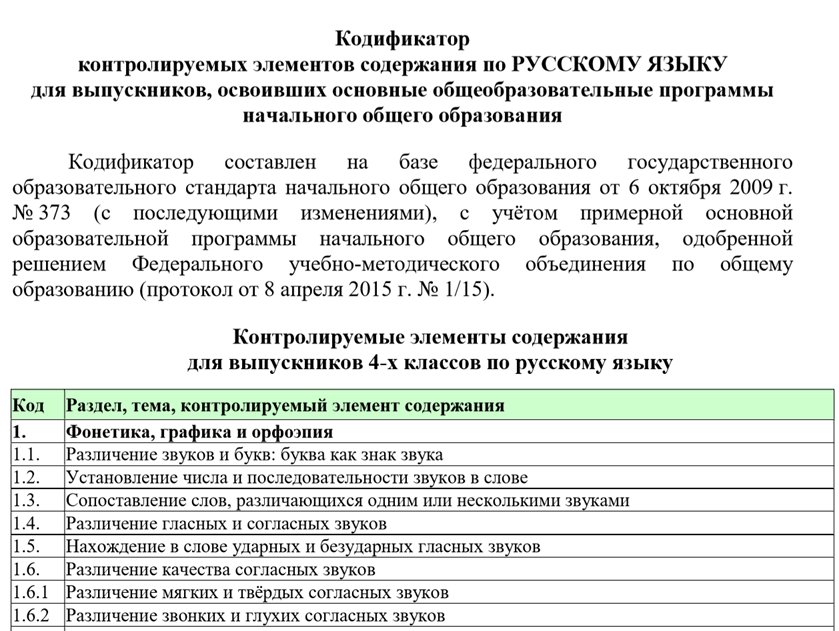 Кодификатор
контролируемых элементов содержания по РУССКОМУ ЯЗЫКУ
для выпускников, освоивших основные общеобразовательные программы
начального общего образования
Кодификатор составлен на базе федерального государственного
образовательного стандарта начального общего образования от 6 октября 2009 г.
№ 373 (с последующими изменениями), с учётом примерной основной
образовательной программы начального общего образования, одобренной
решением Федерального учебно-методического объединения по общему
образованию (протокол от 8 апреля 2015 г. № 1/15).
Контролируемые элементы содержания
для выпускников 4-х классов по русскому языку
Код Раздел, тема, контролируемый элемент содержания
1. Фонетика, графика и орфоэпия
1.1. Различение звуков и букв: буква как знак звука
1.2. Установление числа и последовательности звуков в слове
1.3. Сопоставление слов, различающихся одним или несколькими звуками
1.4. Различение гласных и согласных звуков
1.5. Нахождение в слове ударных и безударных гласных звуков
1.6. Различение качества согласных звуков
1.6.1 Различение мягких и твёрдых согласных звуков
1.6.2 Различение звонких и глухих согласных звуков